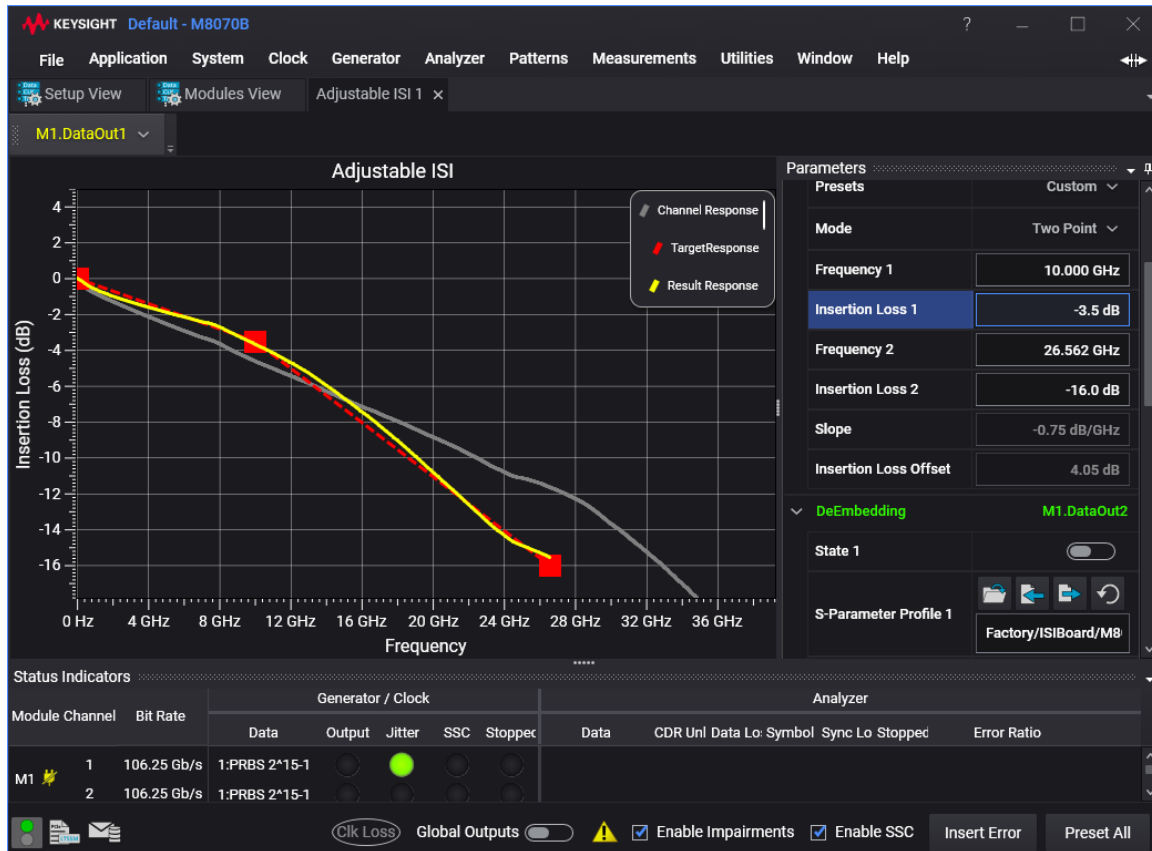 KEYSIGHT Default - M8070B ?
File Application System Clock Generator Analyzer Patterns Measurements Utilities Window Help
Setup View Modules View Adjustable ISI 1
M1.DataOut1
Adjustable ISI
Channel Response
TargetResponse
Result Response
Insertion Loss (dB)
4
2
0
-2
-4
-6
-8
-10
-12
-14
-16
0 Hz 4 GHz 8 GHz 12 GHz 16 GHz 20 GHz 24 GHz 28 GHz 32 GHz 36 GHz
Frequency
Parameters
Presets Custom
Mode Two Point
Frequency 1 10.000 GHz
Insertion Loss 1 -3.5 dB
Frequency 2 26.562 GHz
Insertion Loss 2 -16.0 dB
Slope -0.75 dB/GHz
Insertion Loss Offset 4.05 dB
DeEmbedding M1.DataOut2
State 1
S-Parameter Profile 1
Factory/ISIBoard/M8
Status Indicators
Generator / Clock Analyzer
Module Channel Bit Rate
Data Output Jitter SSC Stopped Data CDR Unl Data Lo Symbol Sync Lo Stopped Error Ratio
M1 1 106.25 Gb/s 1:PRBS 2^15-1
2 106.25 Gb/s 1:PRBS 2^15-1
Clk Loss Global Outputs Enable Impairments Enable SSC Insert Error Preset All